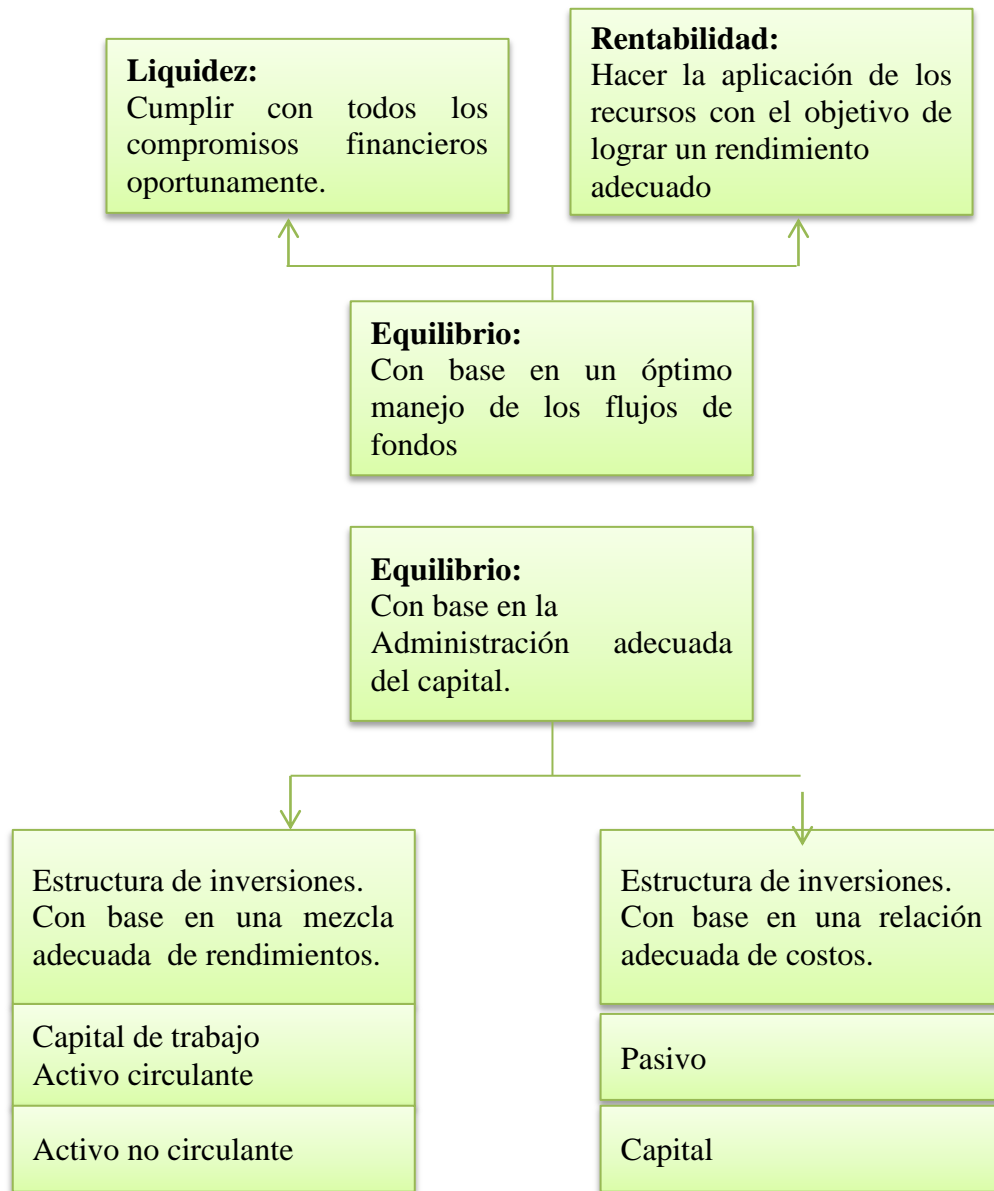 Liquidez:
Cumplir con todos los
compromisos financieros
oportunamente.
Rentabilidad:
Hacer la aplicación de los
recursos con el objetivo de
lograr un rendimiento
adecuado
Equilibrio:
Con base en un óptimo
manejo de los flujos de
fondos
Equilibrio:
Con base en la
Administración adecuada
del capital.
Estructura de inversiones.
Con base en una mezcla
adecuada de rendimientos.
Capital de trabajo
Activo circulante
Activo no circulante
Estructura de inversiones.
Con base en una relación
adecuada de costos.
Pasivo
Capital